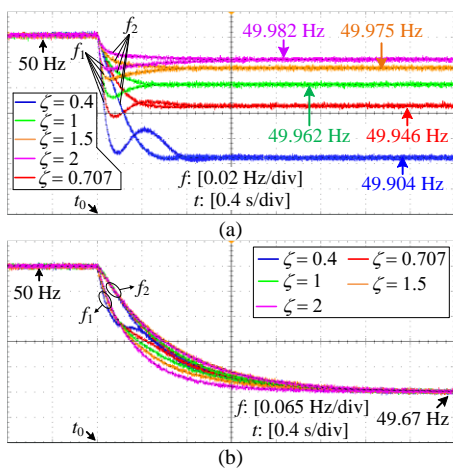 49.982 Hz
49.975 Hz
f1
f2
50 Hz
ζ = 0.4
ζ = 1
ζ = 1.5
ζ = 2
ζ = 0.707
49.962 Hz
49.946 Hz
49.904 Hz
f: [0.02 Hz/div]
t: [0.4 s/div]
t0
(a)
50 Hz
f1
f2
ζ = 0.4
ζ = 0.707
ζ = 1
ζ = 1.5
ζ = 2
f: [0.065 Hz/div]
t: [0.4 s/div]
49.67 Hz
t0
(b)